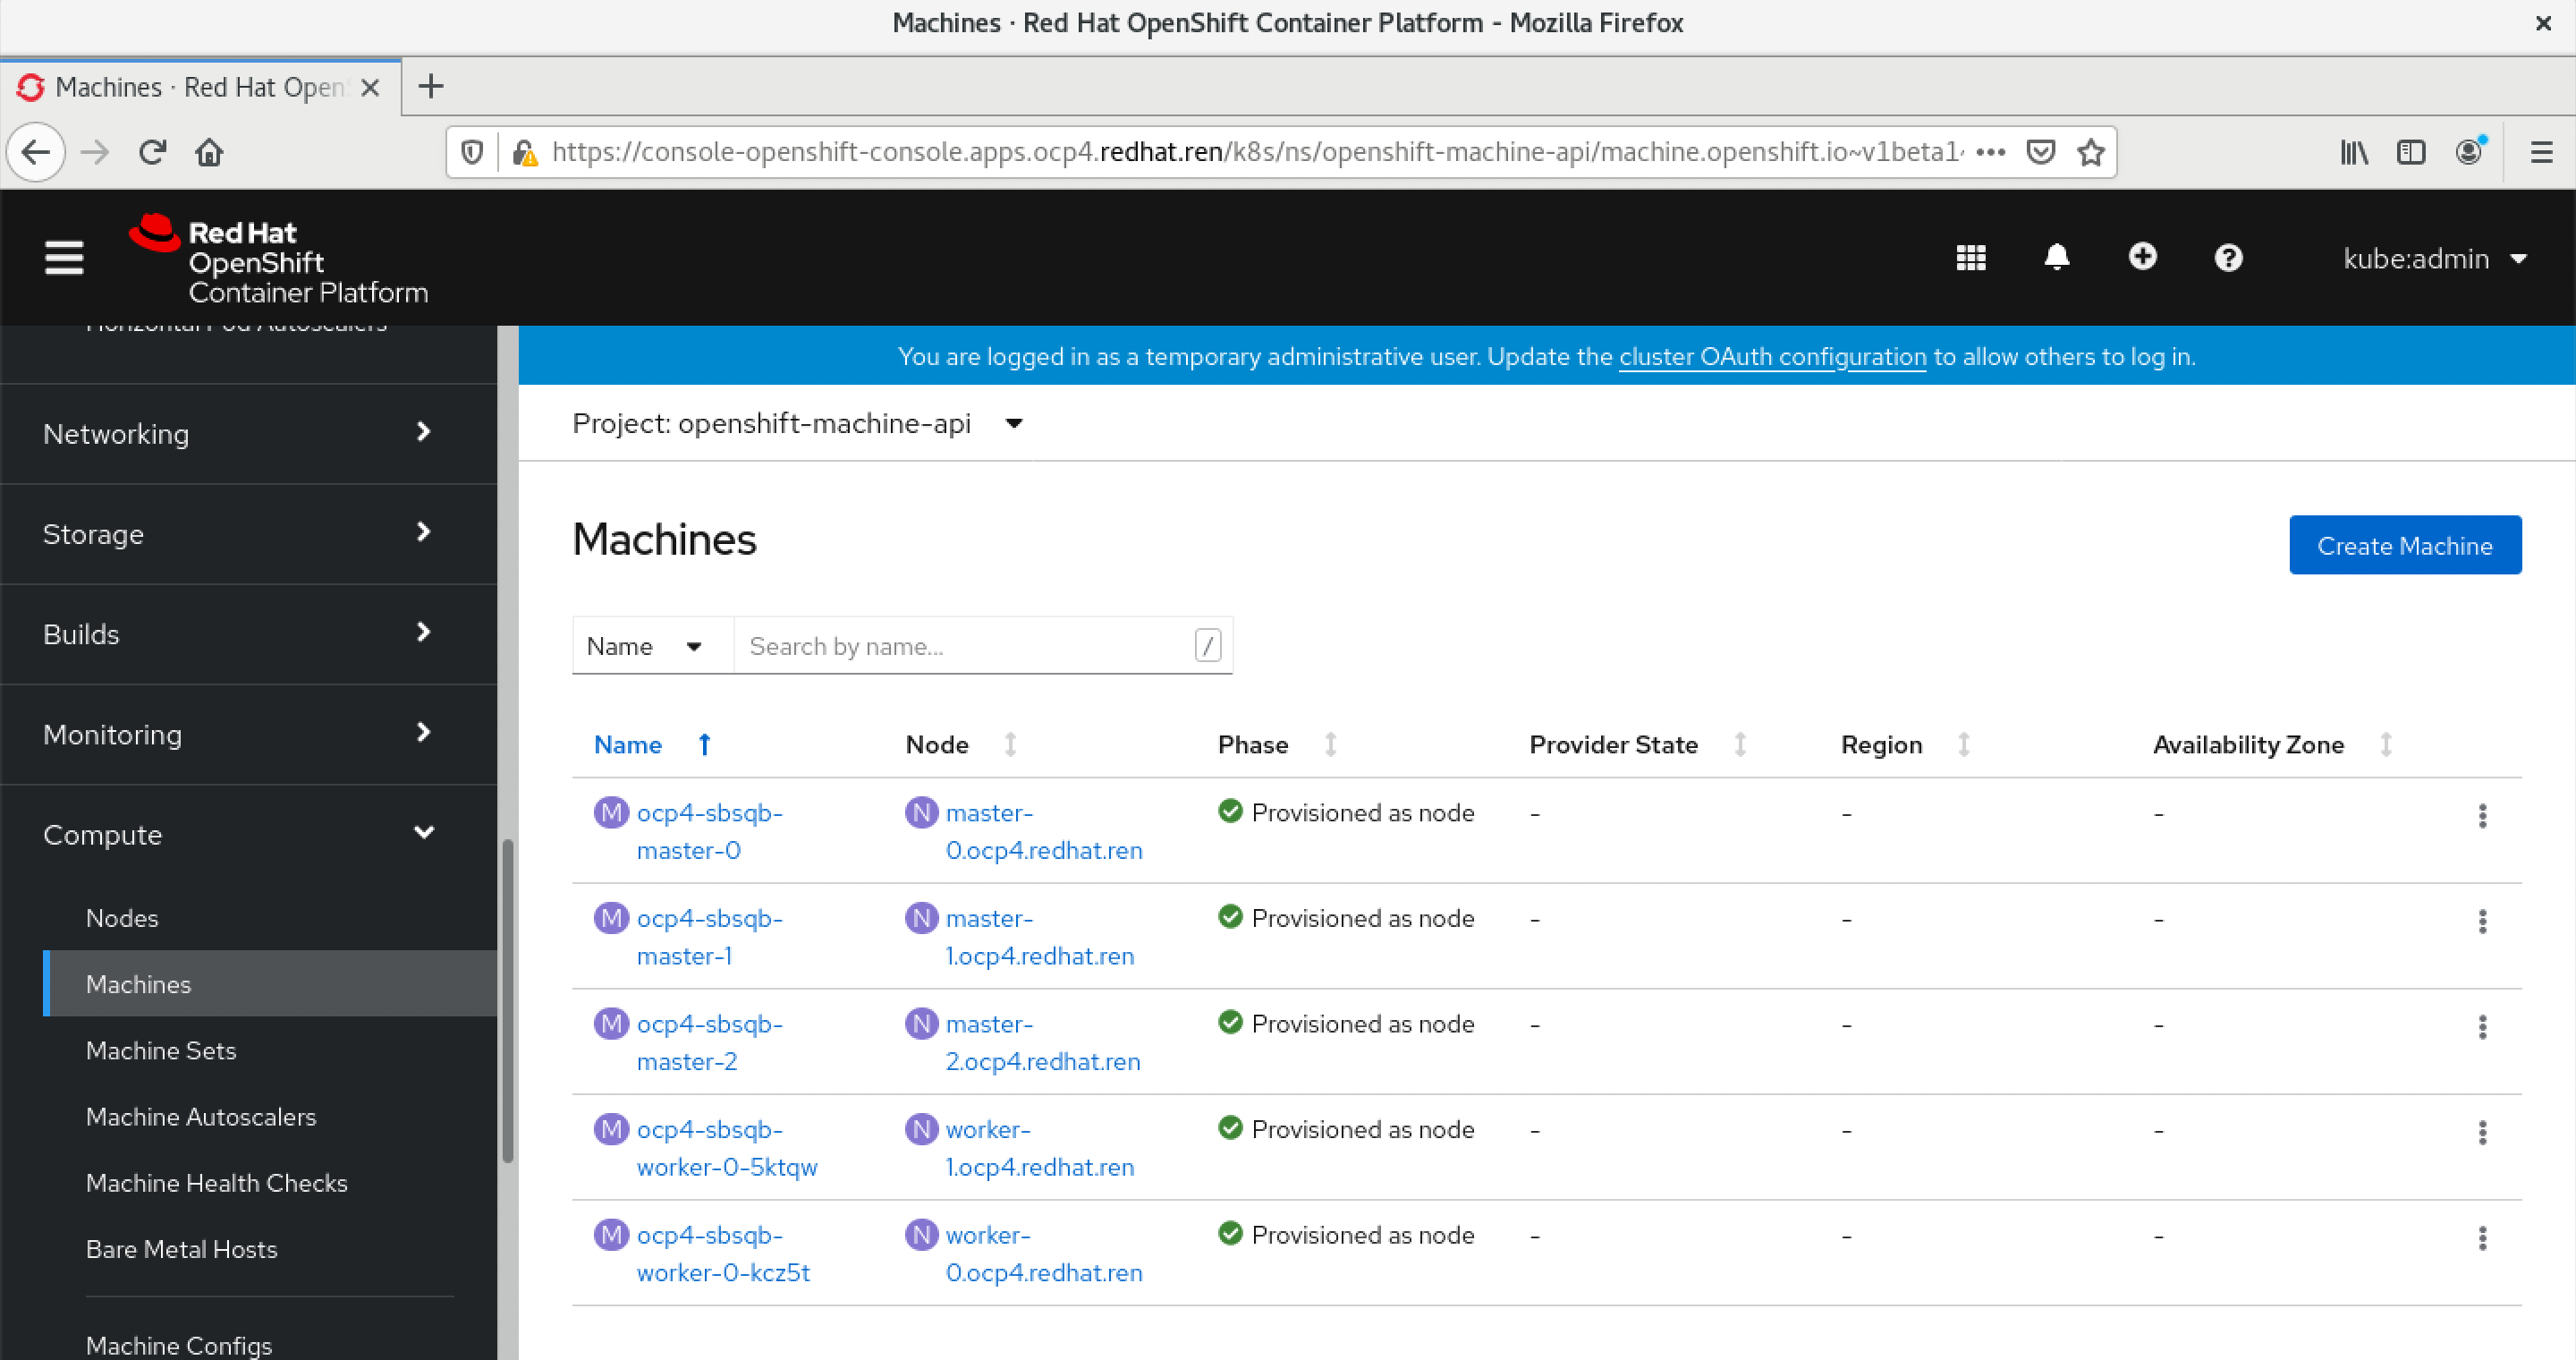 Machines · Red Hat OpenShift Container Platform - Mozilla Firefox
Machines · Red Hat Open
https://console-openshift-console.apps.ocp4.redhat.ren/k8s/ns/openshift-machine-api/machine.openshift.io~v1beta1
Red Hat
OpenShift
Container Platform
kube:admin
Horizontal Pod Autoscalers
Networking
Storage
Builds
Monitoring
Compute
Nodes
Machines
Machine Sets
Machine Autoscalers
Machine Health Checks
Bare Metal Hosts
Machine Configs
You are logged in as a temporary administrative user. Update the cluster OAuth configuration to allow others to log in.
Project: openshift-machine-api
Machines
Create Machine
Name Search by name... /
Name Node Phase Provider State Region Availability Zone
M ocp4-sbsqb- N master- Provisioned as node - - -
master-0 0.ocp4.redhat.ren
M ocp4-sbsqb- N master- Provisioned as node - - -
master-1 1.ocp4.redhat.ren
M ocp4-sbsqb- N master- Provisioned as node - - -
master-2 2.ocp4.redhat.ren
M ocp4-sbsqb- N worker- Provisioned as node - - -
worker-0-5ktqw 1.ocp4.redhat.ren
M ocp4-sbsqb- N worker- Provisioned as node - - -
worker-0-kcz5t 0.ocp4.redhat.ren